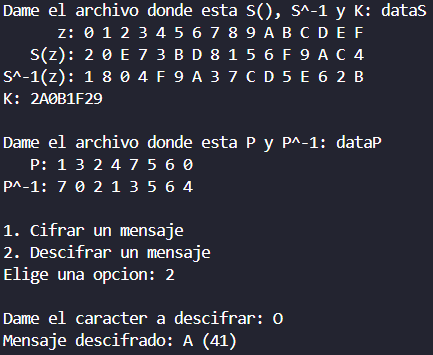 Dame el archivo donde esta S(), S^-1 y K: dataS
z: 0 1 2 3 4 5 6 7 8 9 A B C D E F
S(z): 2 0 E 7 3 B D 8 1 5 6 F 9 A C 4
S^-1(z): 1 8 0 4 F 9 A 3 7 C D 5 E 6 2 B
K: 2A0B1F29
Dame el archivo donde esta P y P^-1: dataP
P: 1 3 2 4 7 5 6 0
P^-1: 7 0 2 1 3 5 6 4
1. Cifrar un mensaje
2. Descifrar un mensaje
Elige una opcion: 2
Dame el caracter a descifrar: O
Mensaje descifrado: A (41)